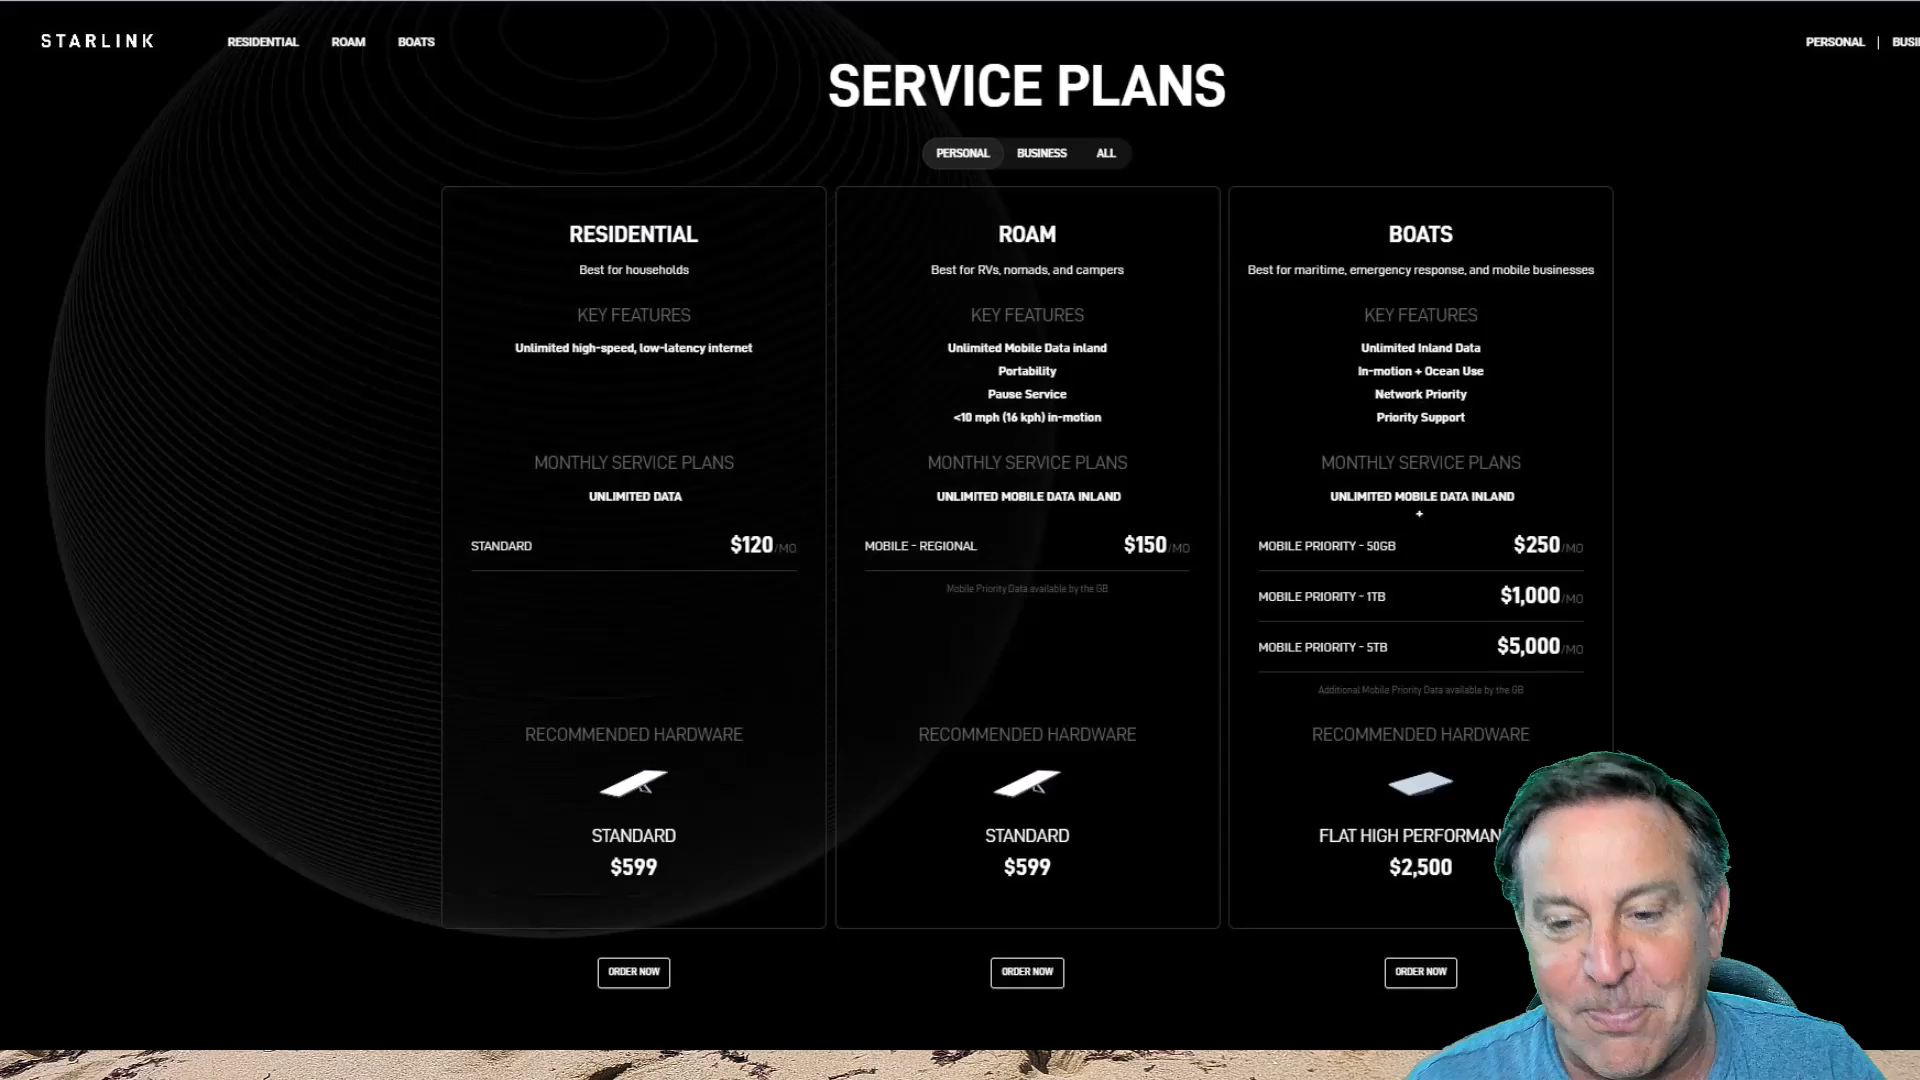 STARLINK
RESIDENTIAL
ROAM
BOATS
PERSONAL | BUSI
SERVICE PLANS
PERSONAL
BUSINESS
ALL
RESIDENTIAL
Best for households
KEY FEATURES
Unlimited high-speed, low-latency internet
MONTHLY SERVICE PLANS
UNLIMITED DATA
STANDARD $120/MO
RECOMMENDED HARDWARE
STANDARD
$599
ORDER NOW
ROAM
Best for RVs, nomads, and campers
KEY FEATURES
Unlimited Mobile Data inland
Portability
Pause Service
<10 mph (16 kph) in-motion
MONTHLY SERVICE PLANS
UNLIMITED MOBILE DATA INLAND
MOBILE - REGIONAL $150/MO
Mobile Priority Data available by the GB
RECOMMENDED HARDWARE
STANDARD
$599
ORDER NOW
BOATS
Best for maritime, emergency response, and mobile businesses
KEY FEATURES
Unlimited Inland Data
In-motion + Ocean Use
Network Priority
Priority Support
MONTHLY SERVICE PLANS
UNLIMITED MOBILE DATA INLAND
+
MOBILE PRIORITY - 50GB $250/MO
MOBILE PRIORITY - 1TB $1,000/MO
MOBILE PRIORITY - 5TB $5,000/MO
Additional Mobile Priority Data available by the GB
RECOMMENDED HARDWARE
FLAT HIGH PERFORMAN
$2,500
ORDER NOW